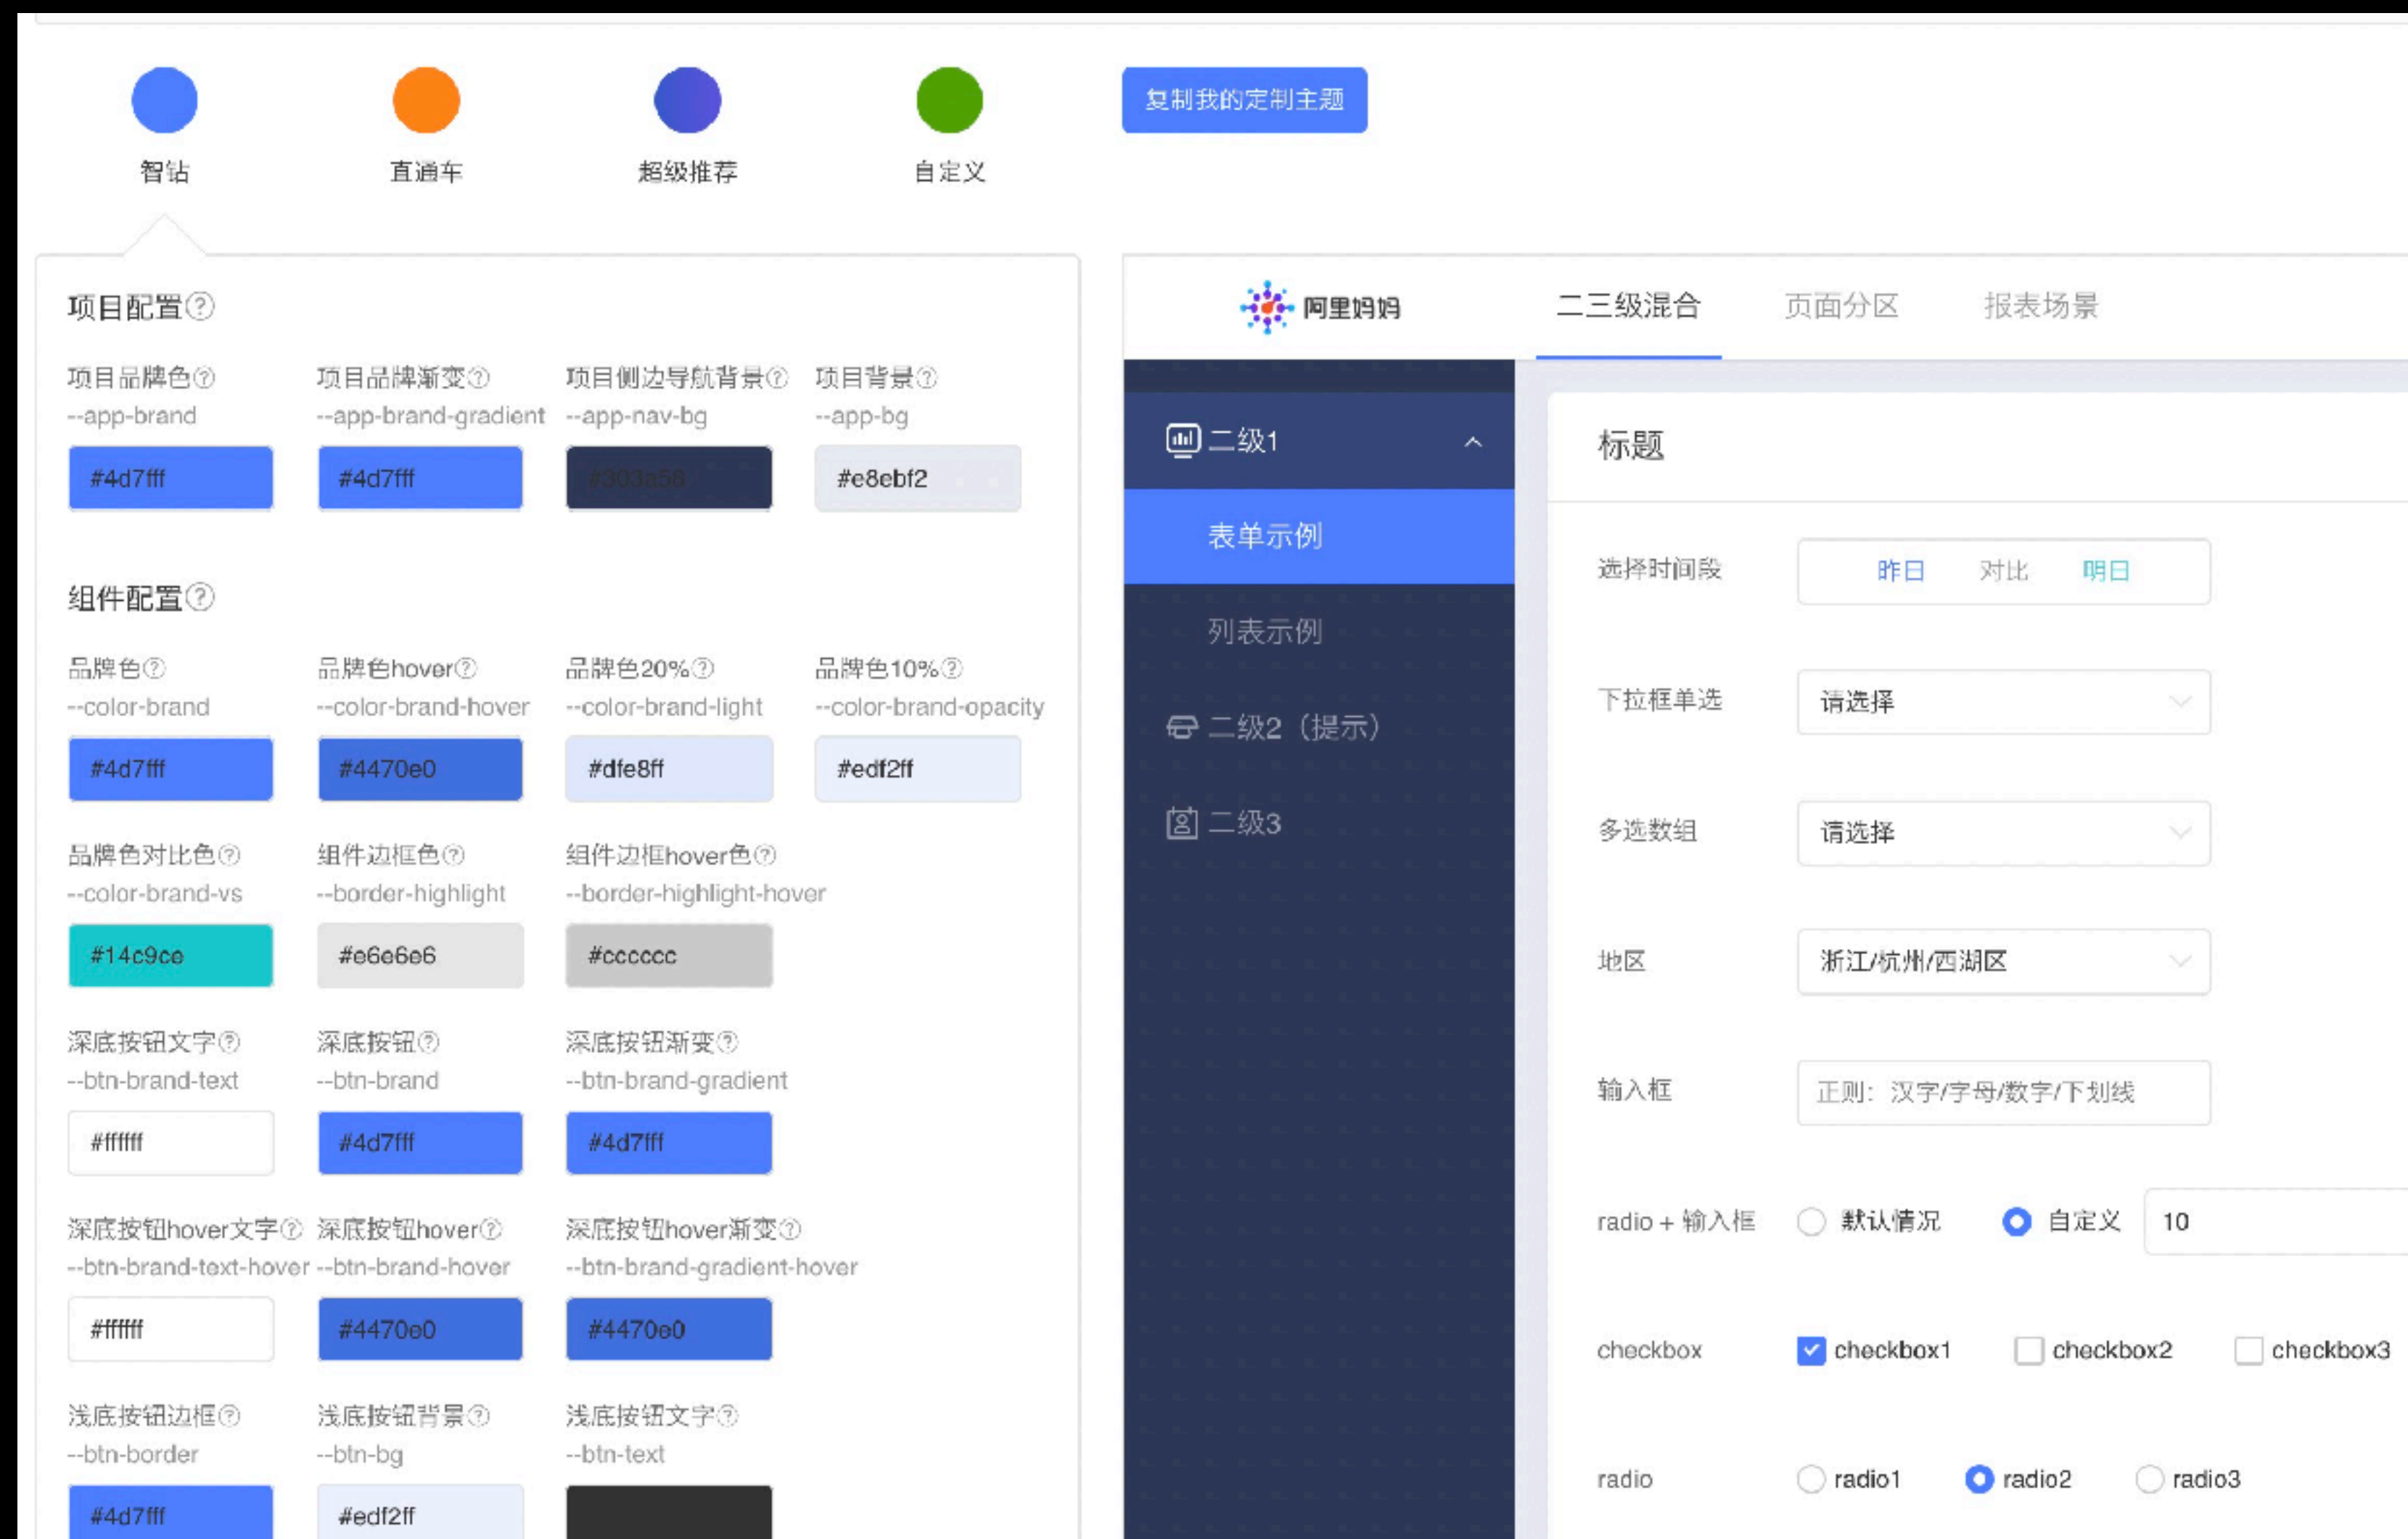 智钻 直通车 超级推荐 自定义 复制我的定制主题
项目配置?
项目品牌色? 项目品牌渐变? 项目侧边导航背景? 项目背景?
--app-brand --app-brand-gradient --app-nav-bg --app-bg
#4d7fff #4d7fff #303a58 #e8ebf2
组件配置?
品牌色? 品牌色hover? 品牌色20%? 品牌色10%?
--color-brand --color-brand-hover --color-brand-light --color-brand-opacity
#4d7fff #4470e0 #dfe8ff #edf2ff
品牌色对比色? 组件边框色? 组件边框hover色?
--color-brand-vs --border-highlight --border-highlight-hover
#14c9ce #e6e6e6 #cccccc
深底按钮文字? 深底按钮? 深底按钮渐变?
--btn-brand-text --btn-brand --btn-brand-gradient
#ffffff #4d7fff #4d7fff
深底按钮hover文字? 深底按钮hover? 深底按钮hover渐变?
--btn-brand-text-hover --btn-brand-hover --btn-brand-gradient-hover
#ffffff #4470e0 #4470e0
浅底按钮边框? 浅底按钮背景? 浅底按钮文字?
--btn-border --btn-bg --btn-text
#4d7fff #edf2ff
阿里妈妈 二三级混合 页面分区 报表场景
二级1
表单示例
列表示例
二级2（提示）
二级3
标题
选择时间段 昨日 对比 明日
下拉框单选 请选择
多选数组 请选择
地区 浙江/杭州/西湖区
输入框 正则：汉字/字母/数字/下划线
radio + 输入框 默认情况 自定义 10
checkbox checkbox1 checkbox2 checkbox3
radio radio1 radio2 radio3